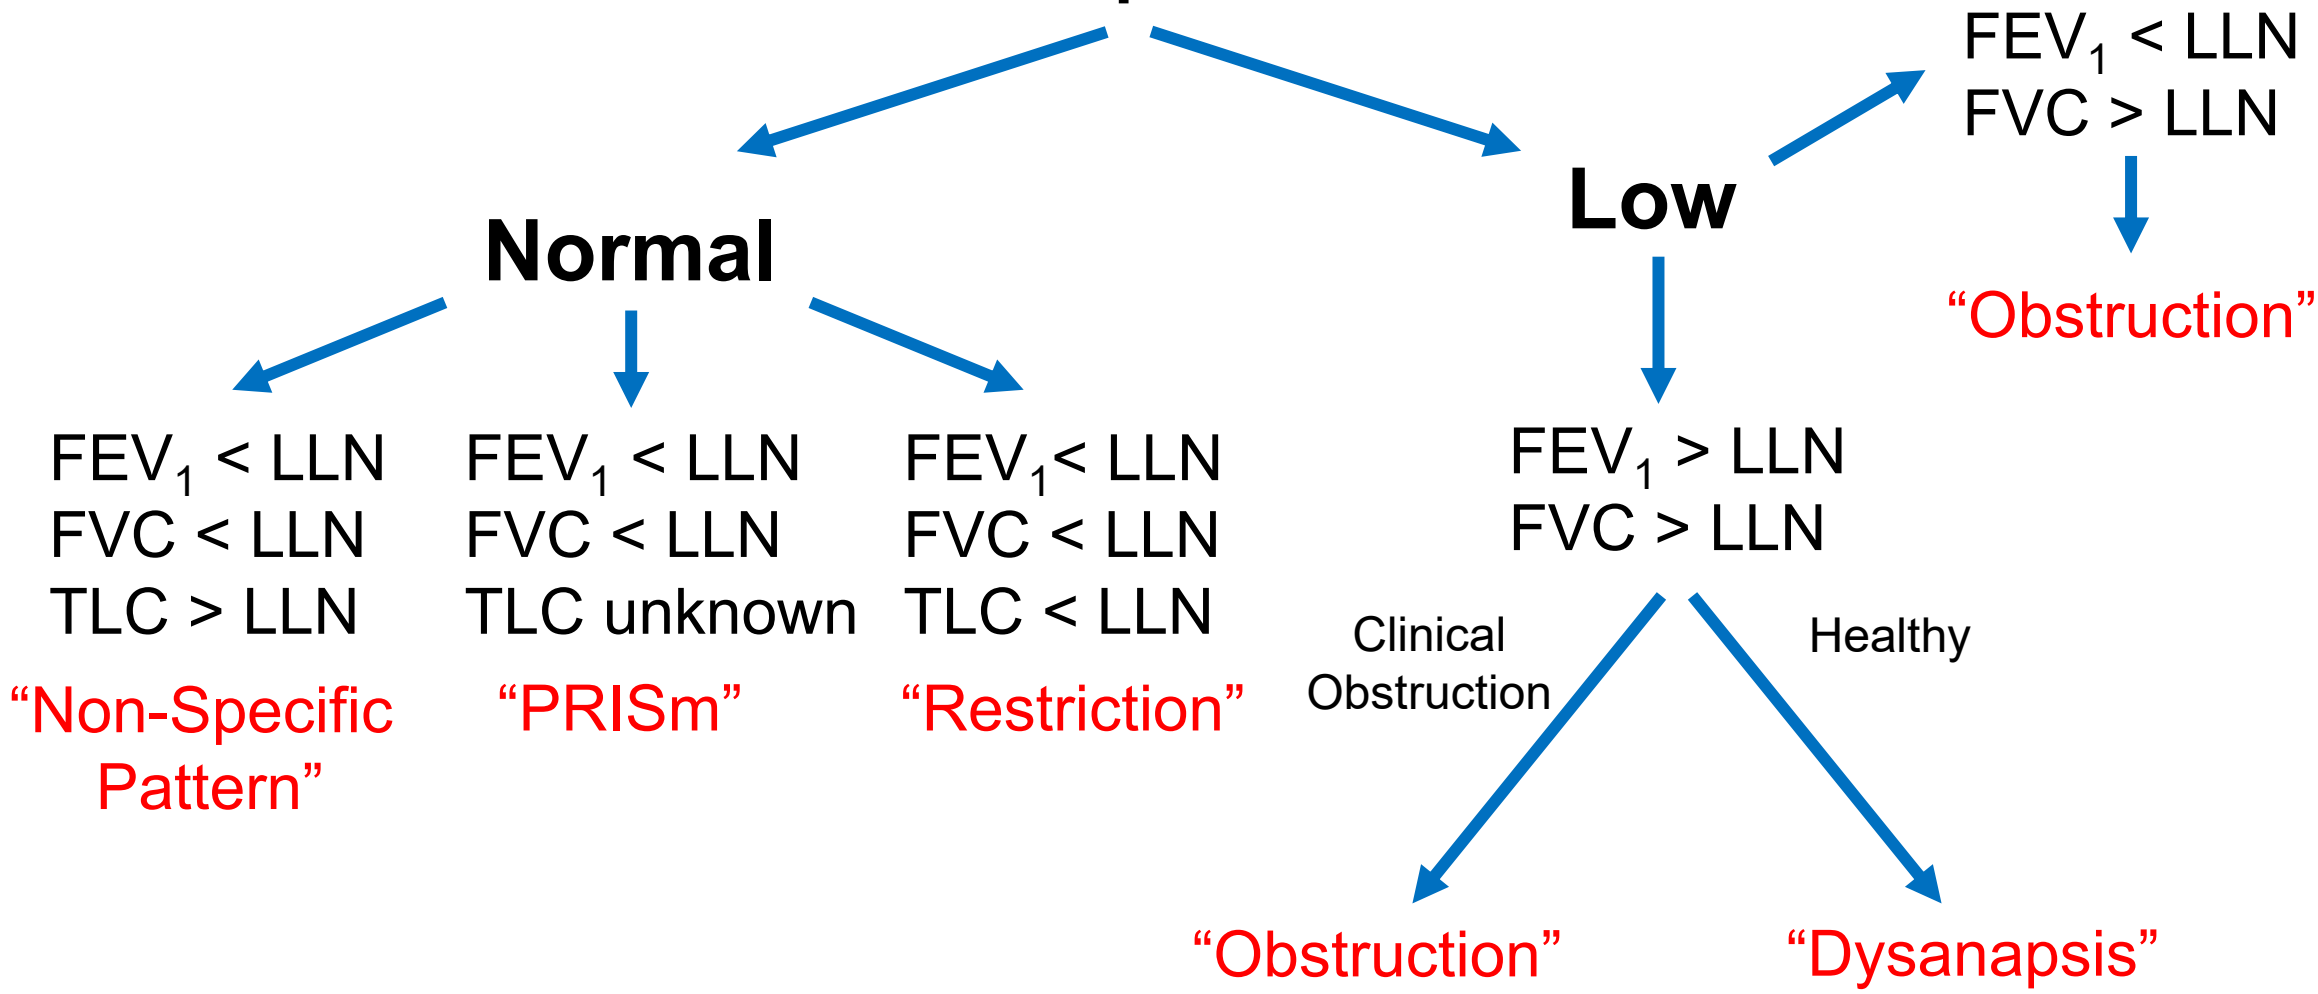 FEV₁ < LLN
FVC > LLN
“Obstruction”
Low
Normal
FEV₁ < LLN
FVC < LLN
TLC > LLN
“Non-Specific
Pattern”
FEV₁ < LLN
FVC < LLN
TLC unknown
“PRISm”
FEV₁< LLN
FVC < LLN
TLC < LLN
“Restriction”
FEV₁ > LLN
FVC > LLN
Clinical
Obstruction
Healthy
“Obstruction”
“Dysanapsis”